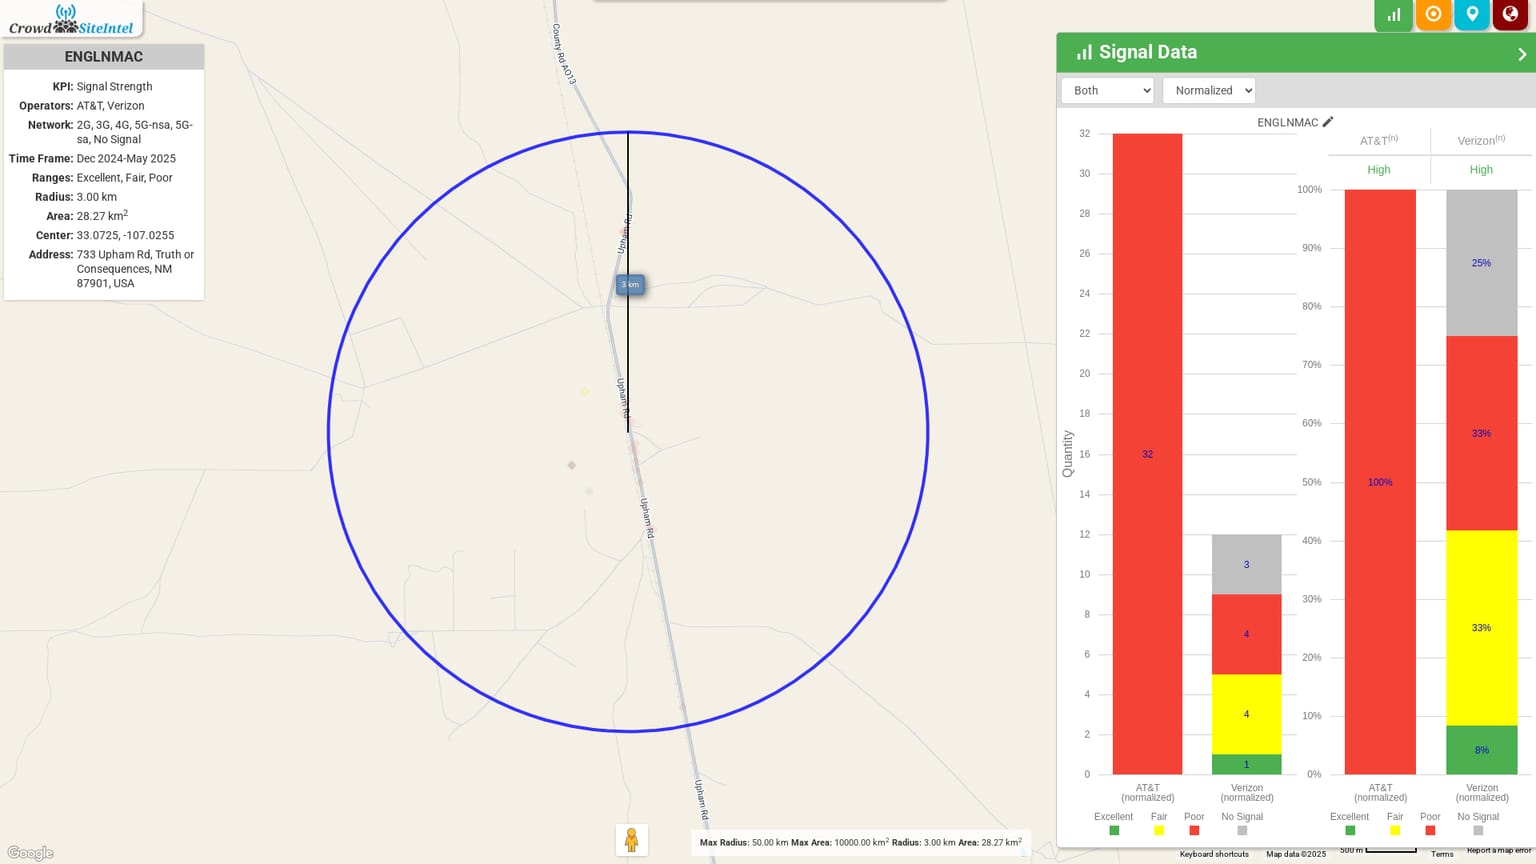 Crowd SiteIntel
ENGLNMAC
KPI: Signal Strength
Operators: AT&T, Verizon
Network: 2G, 3G, 4G, 5G-nsa, 5G-
sa, No Signal
Time Frame: Dec 2024-May 2025
Ranges: Excellent, Fair, Poor
Radius: 3.00 km
Area: 28.27 km2
Center: 33.0725, -107.0255
Address: 733 Upham Rd, Truth or
Consequences, NM
87901, USA
County Rd A013
Upham Rd
3 km
Upham Rd
Upham Rd
Upham Rd
Google
Max Radius: 50.00 km Max Area: 10000.00 km2 Radius: 3.00 km Area: 28.27 km2
Signal Data
Both
Normalized
ENGLNMAC
Quantity
32
30
28
26
24
22
20
18
16
14
12
10
8
6
4
2
0
32
3
4
4
1
AT&T
(normalized)
Verizon
(normalized)
Excellent Fair Poor No Signal
AT&T(n) Verizon(n)
High High
100%
90%
80%
70%
60%
50%
40%
30%
20%
10%
0%
100%
25%
33%
33%
8%
AT&T
(normalized)
Verizon
(normalized)
Excellent Fair Poor No Signal
Keyboard shortcuts Map data ©2025 500 m Terms Report a map error